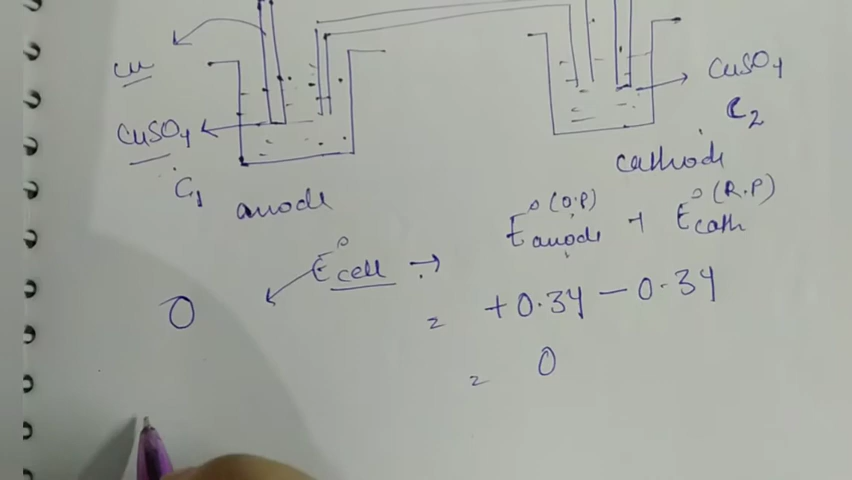 Cu
CuSO4
C1
anode
CuSO4
C2
cathode
E°(O.P) anode + E°(R.P) cath
E° cell →
= +0.34 – 0.34
= 0
0